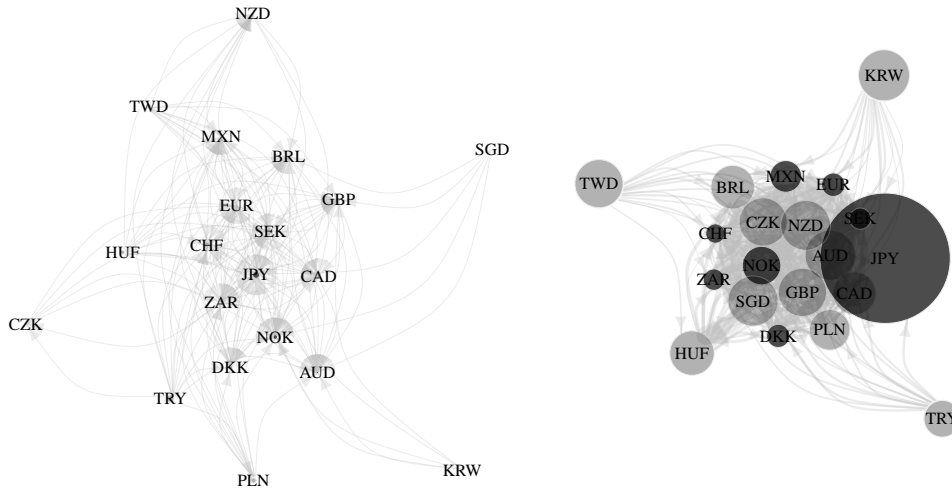 NZD
TWD
MXN
BRL
SGD
EUR
GBP
SEK
CHF
HUF
JPY
CAD
ZAR
CZK
NOK
DKK
AUD
TRY
KRW
PLN
KRW
TWD
MXN
EUR
BRL
CZK
NZD
SEK
CHF
AUD
JPY
NOK
ZAR
SGD
GBP
CAD
DKK
PLN
HUF
TRY